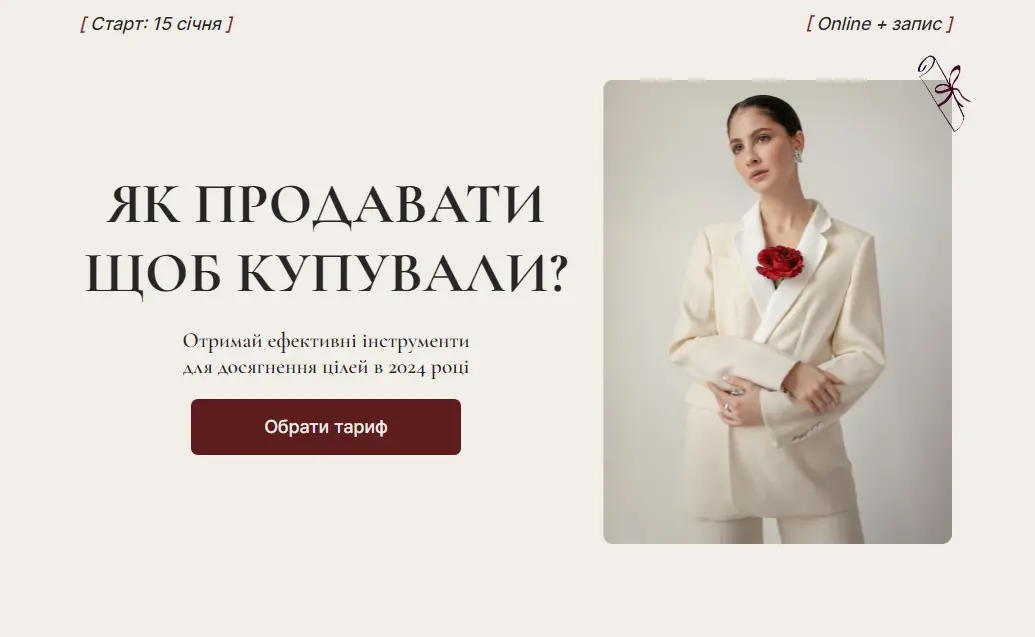 [ Старт: 15 січня ]
[ Online + запис ]
ЯК ПРОДАВАТИ
ЩОБ КУПУВАЛИ?
Отримай ефективні інструменти
для досягнення цілей в 2024 році
Обрати тариф